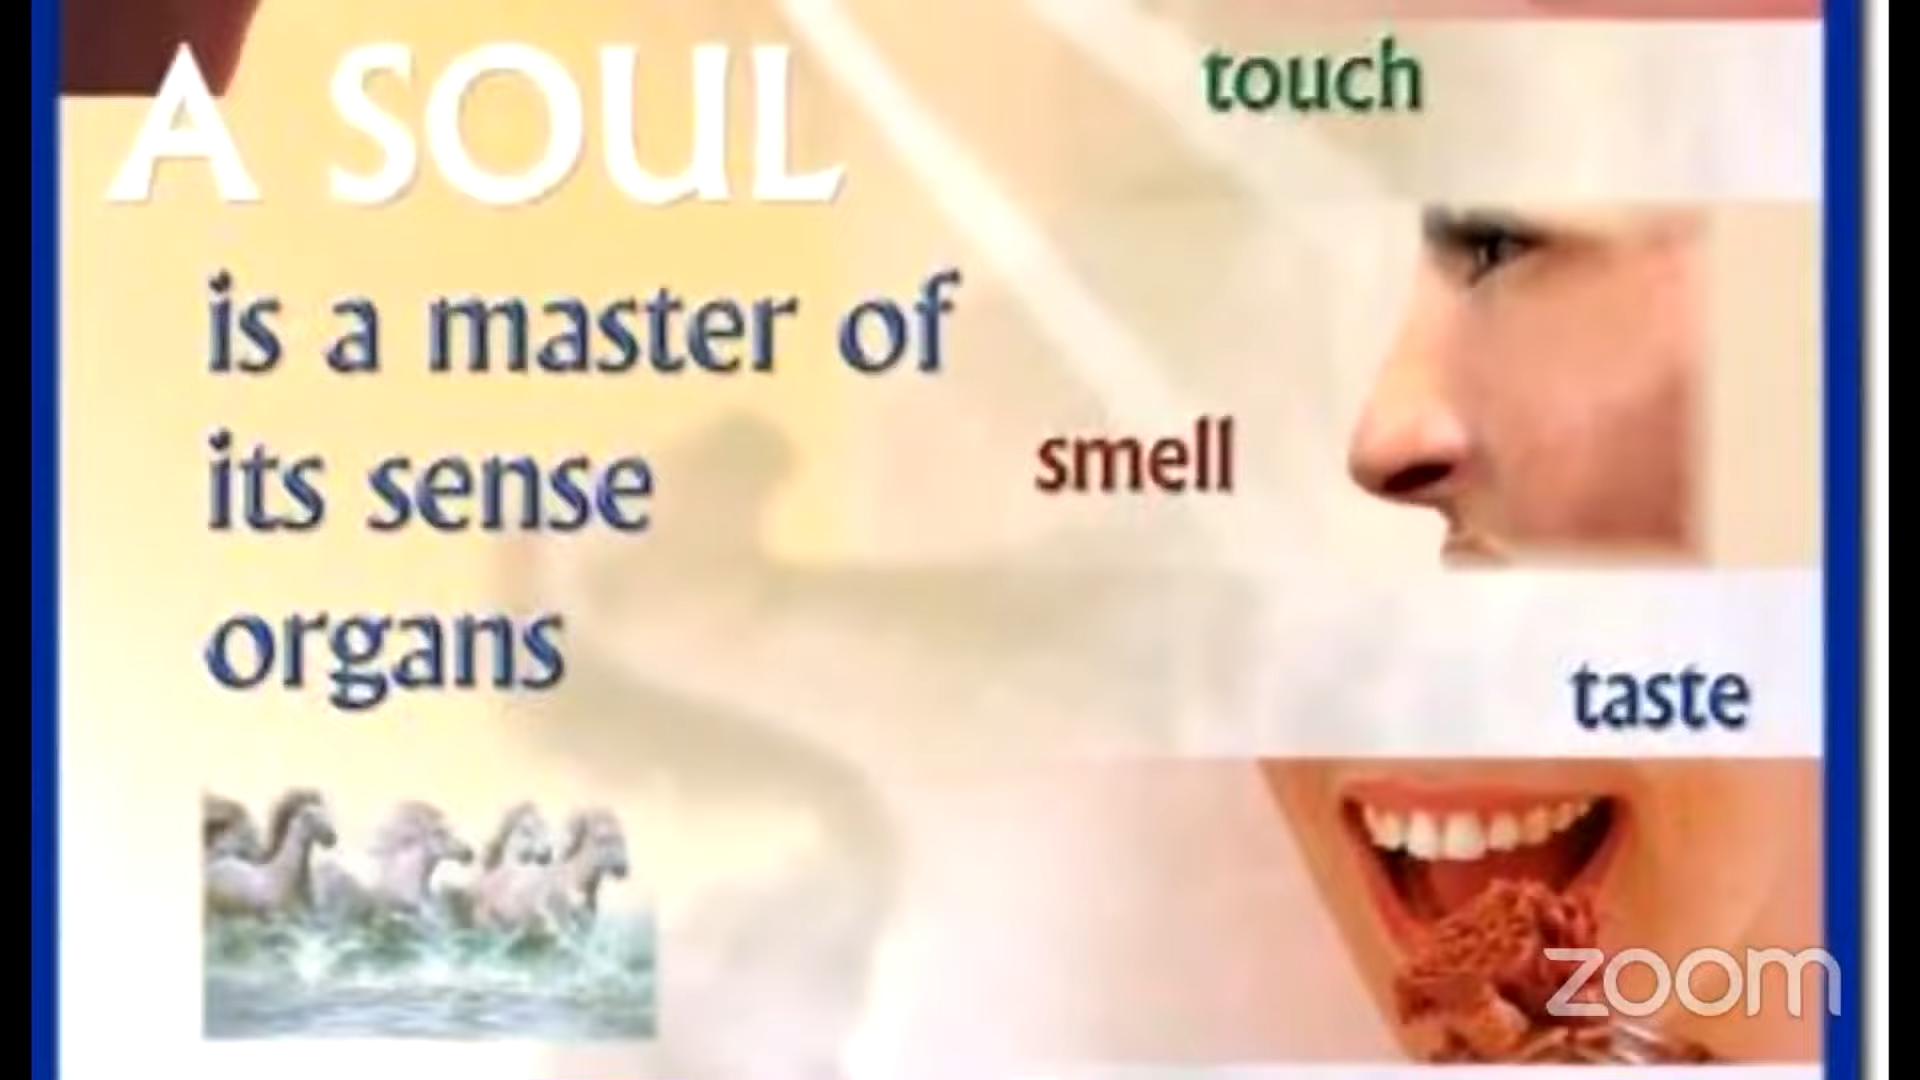 A SOUL
is a master of
its sense
organs
touch
smell
taste
zoom